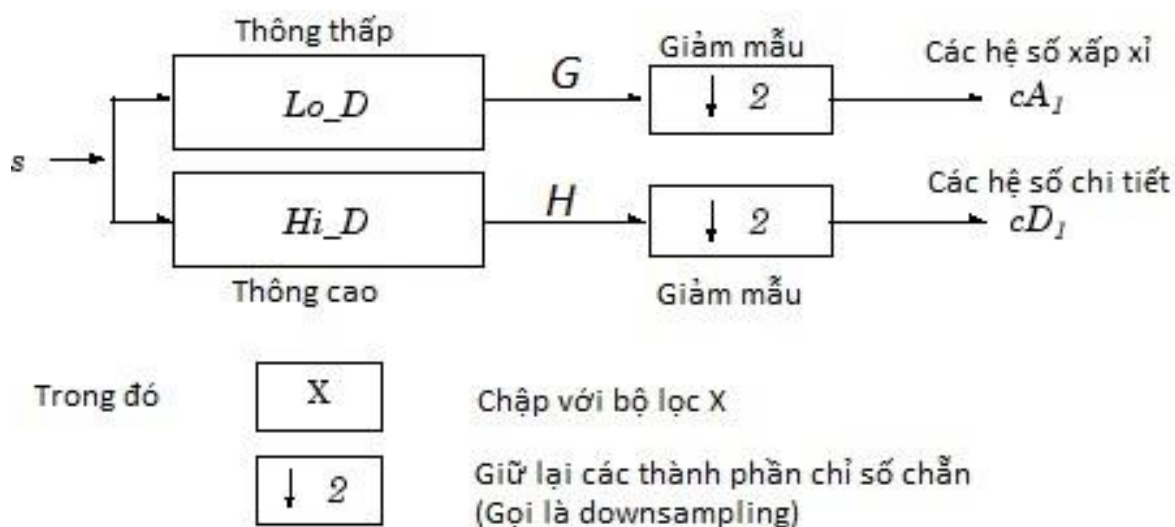 Thông thấp
Giảm mẫu
Các hệ số xấp xỉ
Lo_D
G
↓ 2
cA₁
s
Các hệ số chi tiết
Hi_D
H
↓ 2
cD₁
Thông cao
Giảm mẫu
Trong đó
X
Chập với bộ lọc X
↓ 2
Giữ lại các thành phần chỉ số chẵn
(Gọi là downsampling)